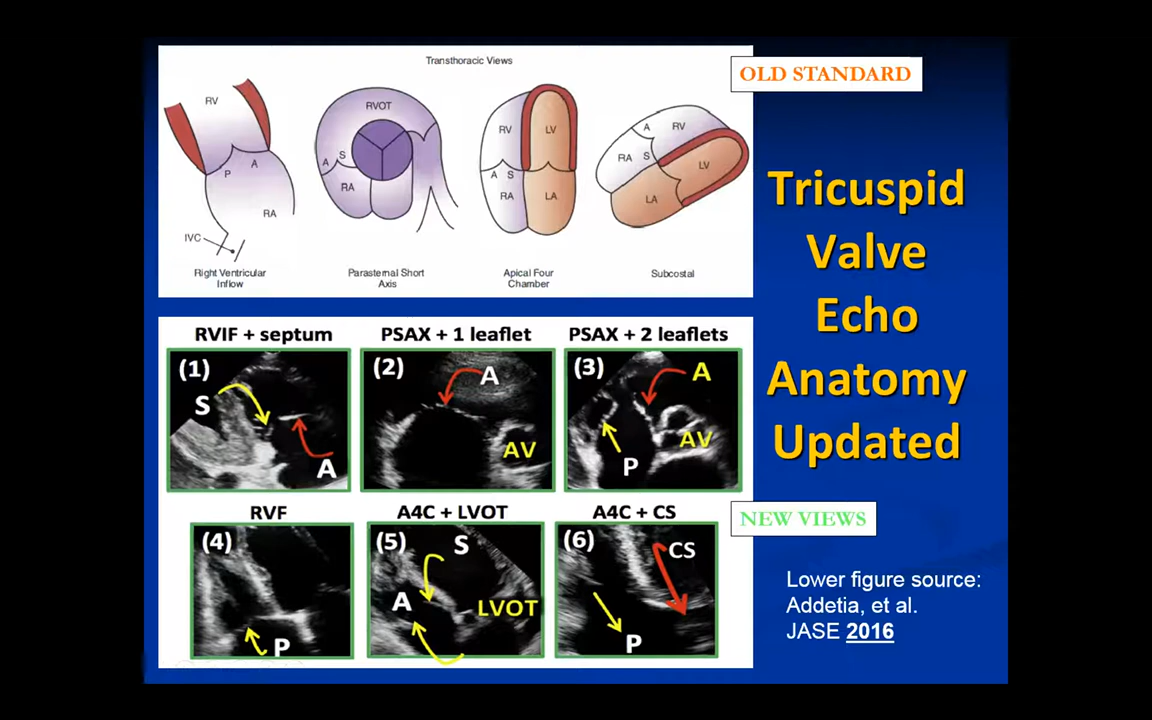 Transthoracic Views
OLD STANDARD
RV
P
A
RA
IVC
Right Ventricular
Inflow
RVOT
A
S
RA
Parasternal Short
Axis
RV
LV
A
S
RA
LA
Apical Four
Chamber
A
RV
RA
S
LV
LA
Subcostal
Tricuspid
Valve
Echo
Anatomy
Updated
RVIF + septum
PSAX + 1 leaflet
PSAX + 2 leaflets
(1)
S
A
(2)
A
AV
(3)
A
AV
P
RVF
A4C + LVOT
A4C + CS
(4)
P
(5)
S
A
LVOT
(6)
CS
P
NEW VIEWS
Lower figure source:
Addetia, et al.
JASE 2016